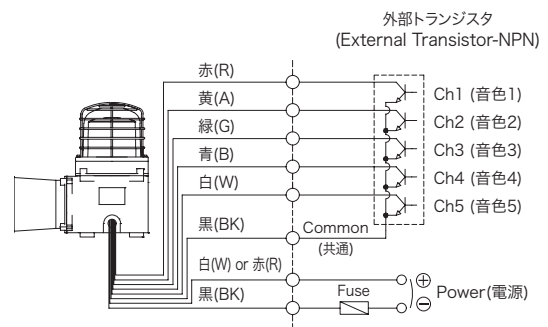 外部トランジスタ
(External Transistor-NPN)
赤(R)
Ch1 (音色1)
黄(A)
Ch2 (音色2)
緑(G)
Ch3 (音色3)
青(B)
Ch4 (音色4)
白(W)
Ch5 (音色5)
黒(BK)
Common
(共通)
白(W) or 赤(R)
⊕
黒(BK)
Fuse
⊖
Power(電源)